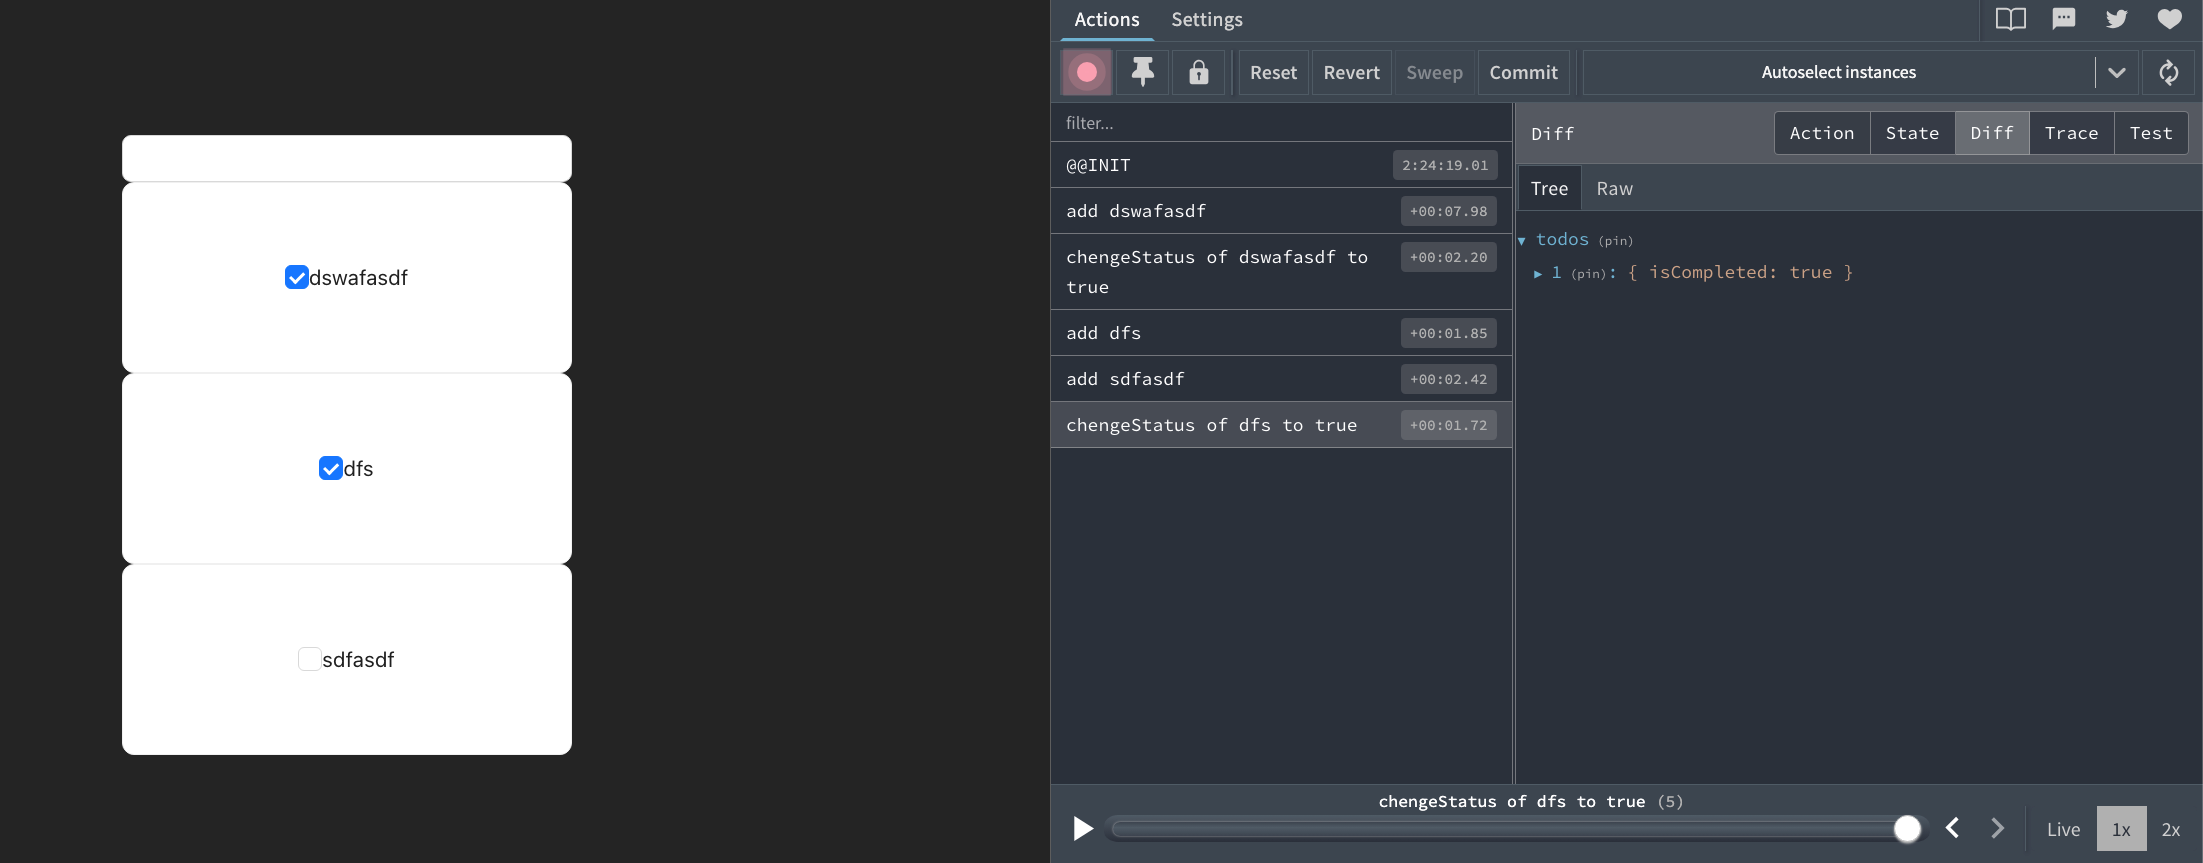 dswafasdf
dfs
sdfasdf
Actions Settings
Reset Revert Sweep Commit Autoselect instances
filter...
@@INIT 2:24:19.01
add dswafasdf +00:07.98
chengeStatus of dswafasdf to +00:02.20
true
add dfs +00:01.85
add sdfasdf +00:02.42
chengeStatus of dfs to true +00:01.72
Diff Action State Diff Trace Test
Tree Raw
todos (pin)
1 (pin): { isCompleted: true }
chengeStatus of dfs to true (5)
Live 1x 2x